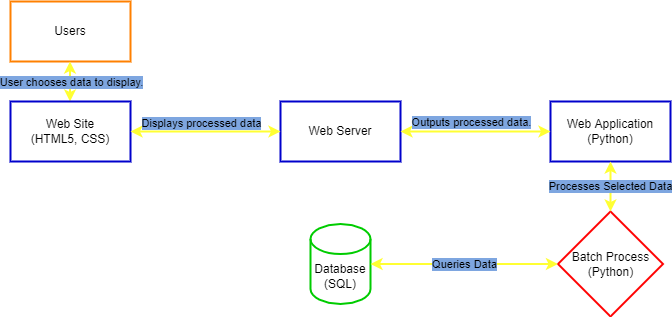 Users
User chooses data to display.
Web Site
(HTML5, CSS)
Displays processed data
Web Server
Outputs processed data.
Web Application
(Python)
Processes Selected Data
Batch Process
(Python)
Queries Data
Database
(SQL)